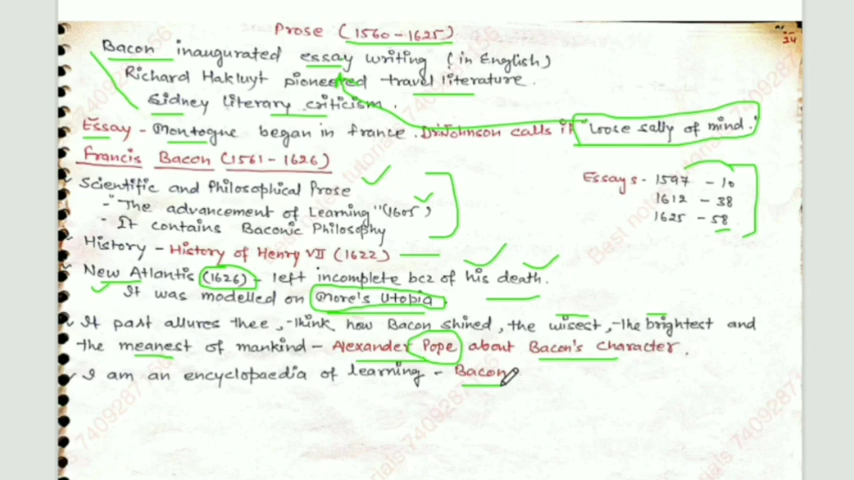 24
Prose (1560-1625)
Bacon inaugurated essay writing (in English)
Richard Hakluyt pioneered travel literature.
Sidney literary criticism.
Essay - Montogne began in france. Dr.Johnson calls it "loose sally of mind."
Francis Bacon (1561-1626)
Scientific and Philosophical Prose
- "The advancement of Learning" (1605)
- It contains Baconic Philosophy
Essays - 1597 - 10
1612 - 38
1625 - 58
History - History of Henry VII (1622)
New Atlantis (1626) - left incomplete bcz of his death.
It was modelled on More's Utopia.
It part allures thee, think how Bacon shined, the wisest, the brightest and
the meanest of mankind - Alexander Pope about Bacon's Character.
I am an encyclopaedia of learning - Bacon